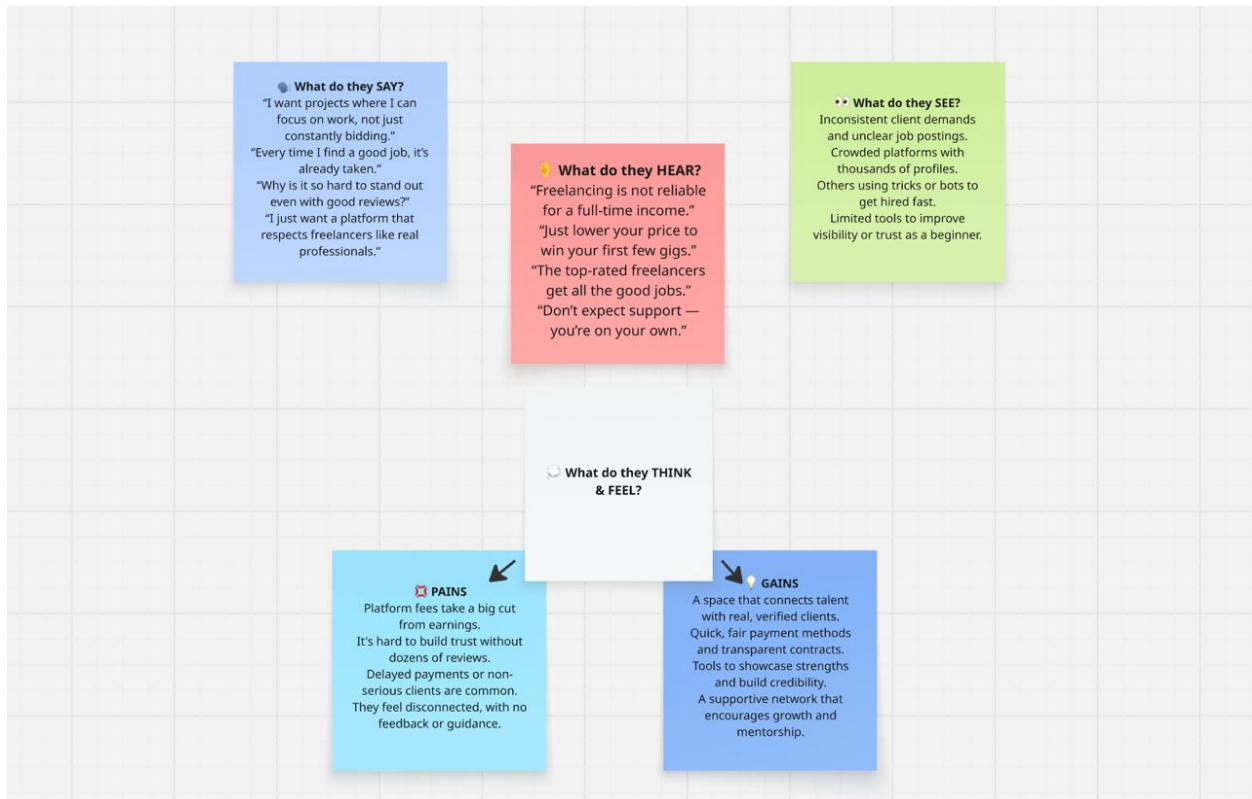 🗣️ What do they SAY?
“I want projects where I can
focus on work, not just
constantly bidding.”
“Every time I find a good job, it’s
already taken.”
“Why is it so hard to stand out
even with good reviews?”
“I just want a platform that
respects freelancers like real
professionals.”
👂 What do they HEAR?
“Freelancing is not reliable
for a full-time income.”
“Just lower your price to
win your first few gigs.”
“The top-rated freelancers
get all the good jobs.”
“Don’t expect support —
you’re on your own.”
👀 What do they SEE?
Inconsistent client demands
and unclear job postings.
Crowded platforms with
thousands of profiles.
Others using tricks or bots to
get hired fast.
Limited tools to improve
visibility or trust as a beginner.
💭 What do they THINK
& FEEL?
💢 PAINS
Platform fees take a big cut
from earnings.
It's hard to build trust without
dozens of reviews.
Delayed payments or non-
serious clients are common.
They feel disconnected, with no
feedback or guidance.
💡 GAINS
A space that connects talent
with real, verified clients.
Quick, fair payment methods
and transparent contracts.
Tools to showcase strengths
and build credibility.
A supportive network that
encourages growth and
mentorship.